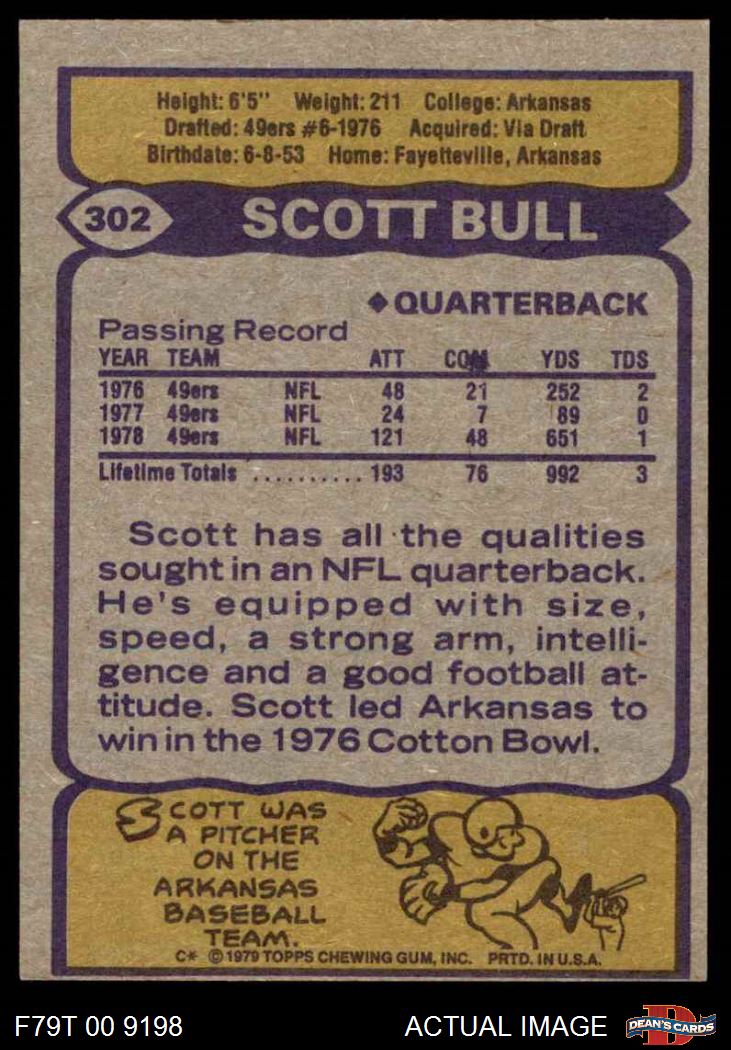 Height: 6'5" Weight: 211 College: Arkansas
Drafted: 49ers #6-1976 Acquired: Via Draft
Birthdate: 6-8-53 Home: Fayetteville, Arkansas
302 SCOTT BULL
◆ QUARTERBACK
Passing Record
YEAR TEAM ATT COM YDS TDS
1976 49ers NFL 48 21 252 2
1977 49ers NFL 24 7 89 0
1978 49ers NFL 121 48 651 1
Lifetime Totals .......... 193 76 992 3
Scott has all the qualities
sought in an NFL quarterback.
He's equipped with size,
speed, a strong arm, intelli-
gence and a good football at-
titude. Scott led Arkansas to
win in the 1976 Cotton Bowl.
SCOTT WAS
A PITCHER
ON THE
ARKANSAS
BASEBALL
TEAM.
C* © 1979 TOPPS CHEWING GUM, INC. PRTD. IN U.S.A.
F79T 00 9198 ACTUAL IMAGE D DEAN'S CARDS